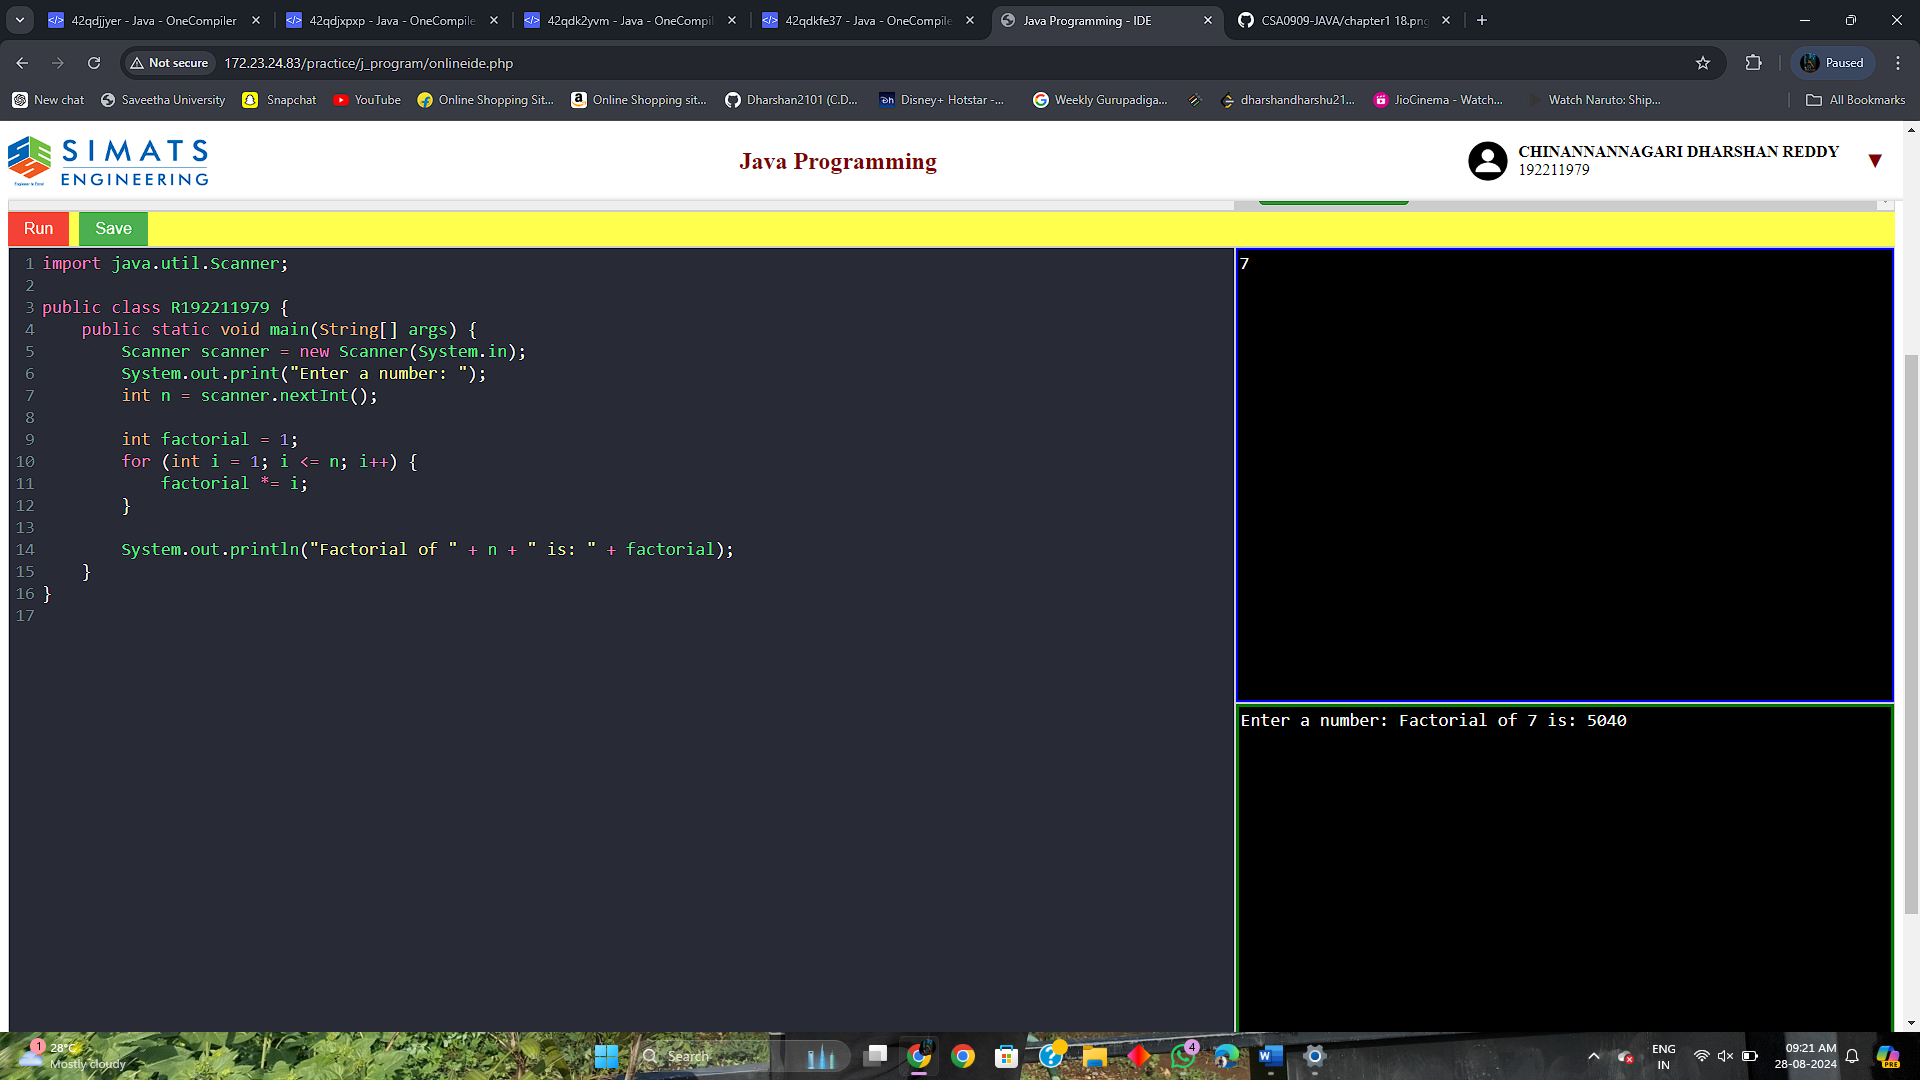 42qdjjyer - Java - OneCompiler
42qdjxpxp - Java - OneCompile
42qdk2yvm - Java - OneCompil
42qdkfe37 - Java - OneCompile
Java Programming - IDE
CSA0909-JAVA/chapter1 18.png
Not secure
172.23.24.83/practice/j_program/onlineide.php
Paused
New chat
Saveetha University
Snapchat
YouTube
Online Shopping Sit...
Online Shopping sit...
Dharshan2101 (C.D...
Disney+ Hotstar -...
Weekly Gurupadiga...
dharshandharshu21...
JioCinema - Watch...
Watch Naruto: Ship...
All Bookmarks
SIMATS
ENGINEERING
Java Programming
CHINANNANNAGARI DHARSHAN REDDY
192211979
Run
Save
1 import java.util.Scanner;
2
3 public class R192211979 {
4 public static void main(String[] args) {
5 Scanner scanner = new Scanner(System.in);
6 System.out.print("Enter a number: ");
7 int n = scanner.nextInt();
8
9 int factorial = 1;
10 for (int i = 1; i <= n; i++) {
11 factorial *= i;
12 }
13
14 System.out.println("Factorial of " + n + " is: " + factorial);
15 }
16 }
17
7
Enter a number: Factorial of 7 is: 5040
1
28°C
Mostly cloudy
Search
4
ENG
IN
09:21 AM
28-08-2024
PRE